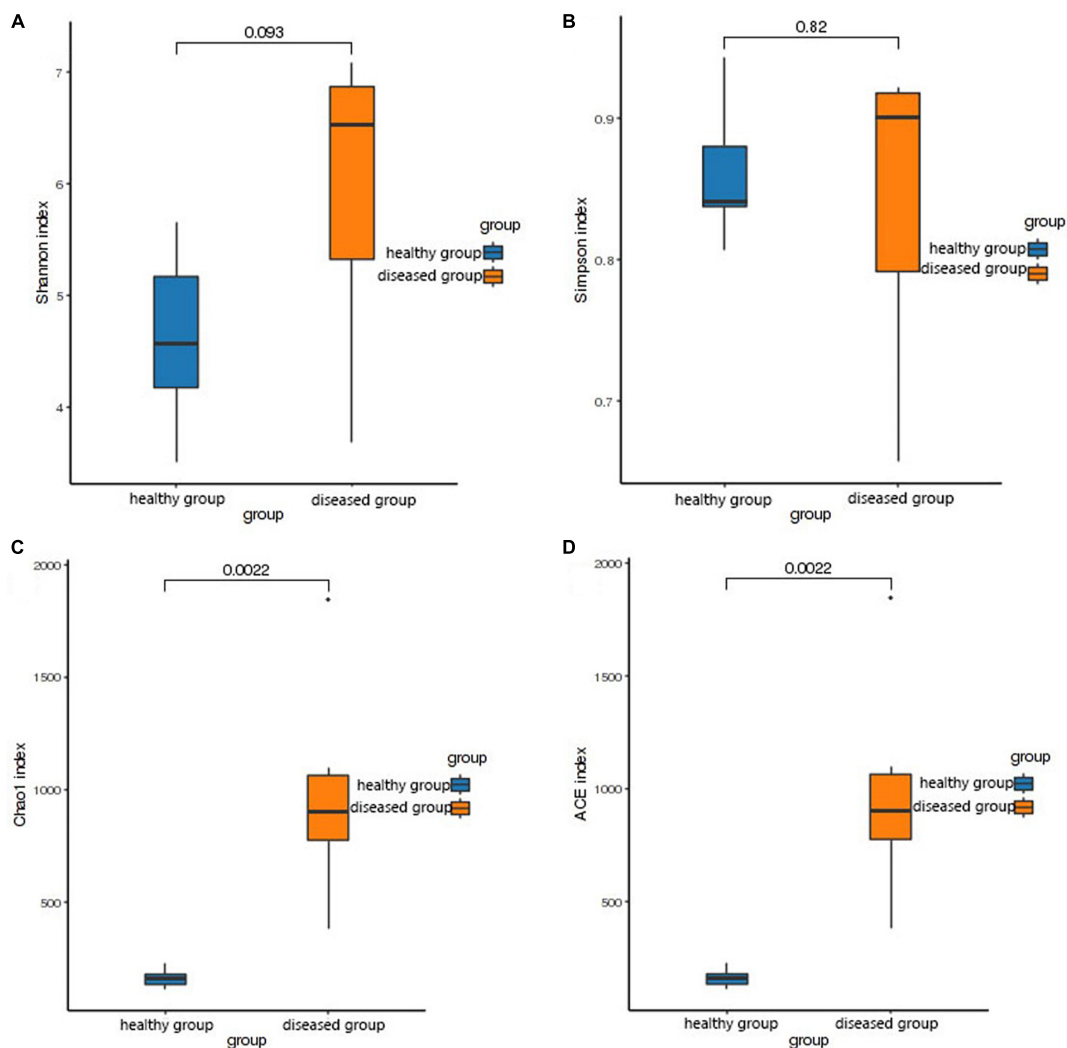 A
0.093
7
6
5
4
Shannon index
group
healthy group
diseased group
healthy group
diseased group
group
B
0.82
0.9
0.8
0.7
Simpson index
group
healthy group
diseased group
healthy group
diseased group
group
C
0.0022
2000
1500
1000
500
Chao1 index
group
healthy group
diseased group
healthy group
diseased group
group
D
0.0022
2000
1500
1000
500
ACE index
group
healthy group
diseased group
healthy group
diseased group
group